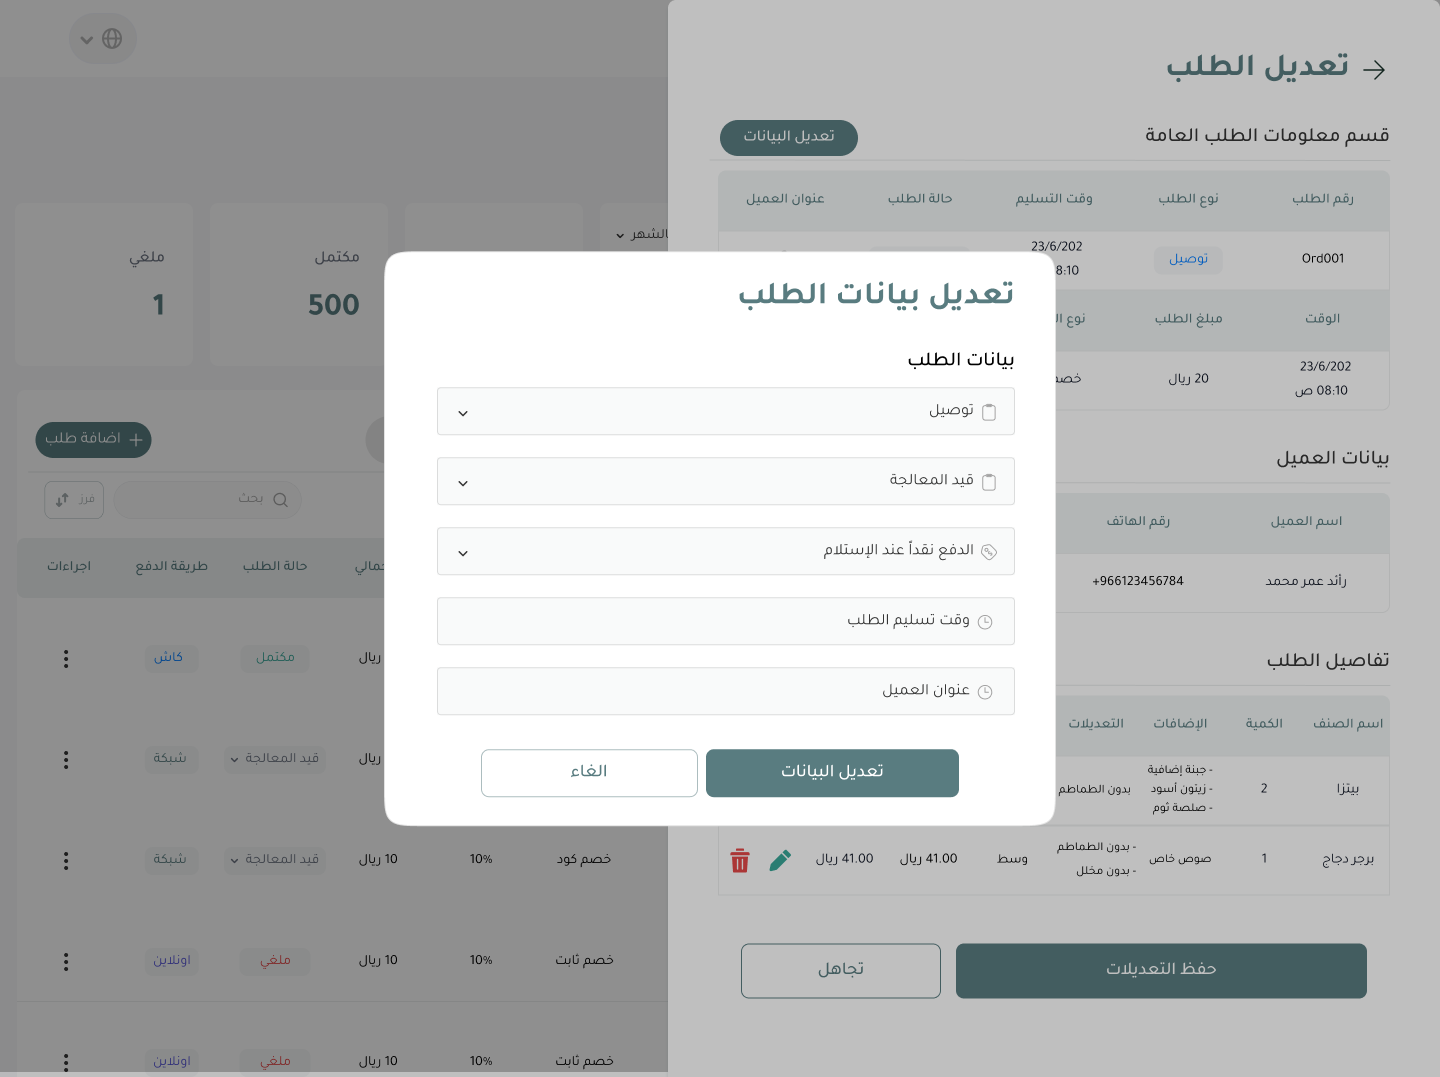 تعديل الطلب
قسم معلومات الطلب العامة
تعديل البيانات
رقم الطلب نوع الطلب وقت التسليم حالة الطلب عنوان العميل
Ord001 توصيل 23/6/202
8:10
الوقت مبلغ الطلب نوع
23/6/202 20 ريال
08:10 ص
بيانات العميل
اسم العميل رقم الهاتف
رأئد عمر محمد +966123456784
تفاصيل الطلب
اسم الصنف الكمية الإضافات التعديلات
بيتزا 2 - جبنة إضافية
- زيتون أسود
- صلصة ثوم
بدون الطماطم
برجر دجاج 1 صوص خاص - بدون الطماطم
- بدون مخلل
وسط 41.00 ريال 41.00 ريال
حفظ التعديلات تجاهل
تعديل بيانات الطلب
بيانات الطلب
توصيل
قيد المعالجة
الدفع نقداً عند الإستلام
وقت تسليم الطلب
عنوان العميل
تعديل البيانات الغاء
بالشهر
مكتمل ملغي
500 1
اضافة طلب
بحث فرز
حالة الطلب طريقة الدفع اجراءات
ريال مكتمل كاش
ريال قيد المعالجة شبكة
خصم كود 10% 10 ريال قيد المعالجة شبكة
خصم ثابت 10% 10 ريال ملغي اونلاين
خصم ثابت 10% 10 ريال ملغي اونلاين